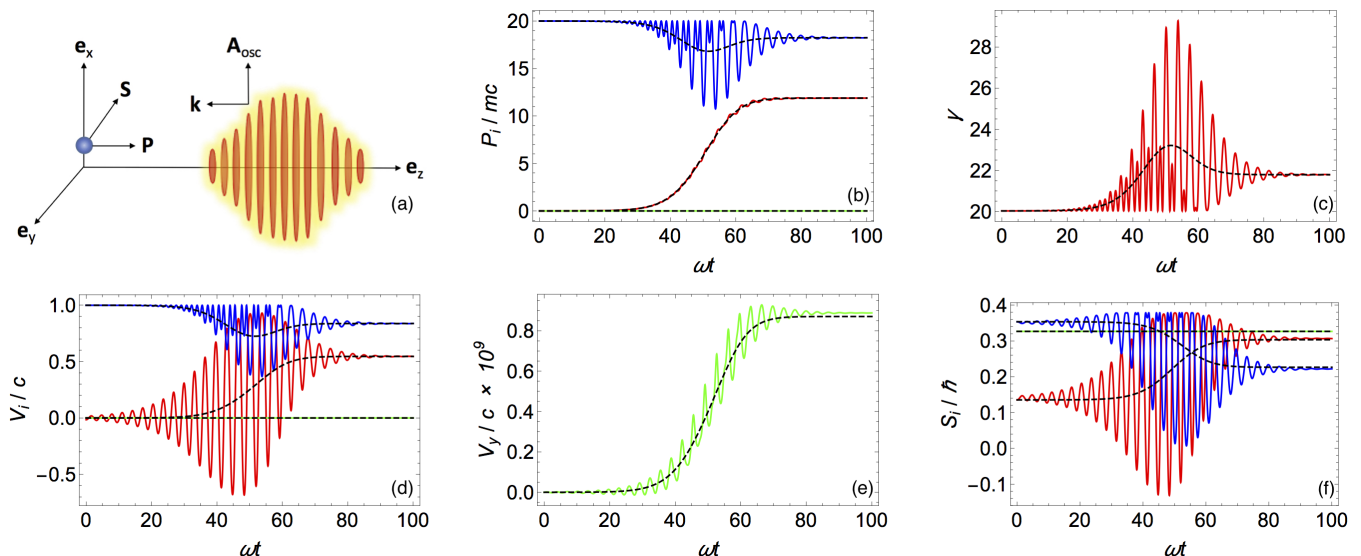 e_x
A_osc
S
k
P
e_z
e_y
(a)
P_i / mc
20
15
10
5
0
0 20 40 60 80 100
ωt
(b)
γ
28
26
24
22
20
0 20 40 60 80 100
ωt
(c)
V_i / c
1.0
0.5
0.0
−0.5
0 20 40 60 80 100
ωt
(d)
V_y / c × 10^9
0.8
0.6
0.4
0.2
0.0
0 20 40 60 80 100
ωt
(e)
S_i / ħ
0.4
0.3
0.2
0.1
0.0
−0.1
0 20 40 60 80 100
ωt
(f)